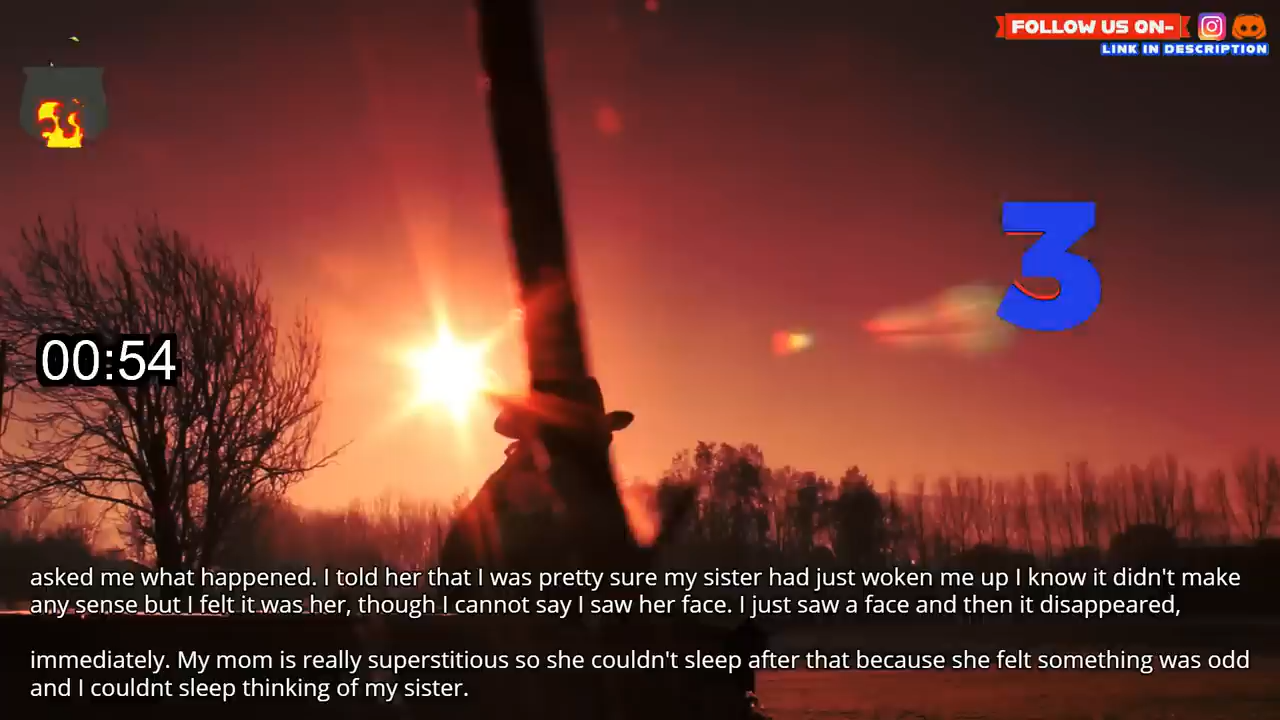 FOLLOW US ON-
LINK IN DESCRIPTION
3
00:54
asked me what happened. I told her that I was pretty sure my sister had just woken me up I know it didn't make
any sense but I felt it was her, though I cannot say I saw her face. I just saw a face and then it disappeared,
immediately. My mom is really superstitious so she couldn't sleep after that because she felt something was odd
and I couldnt sleep thinking of my sister.